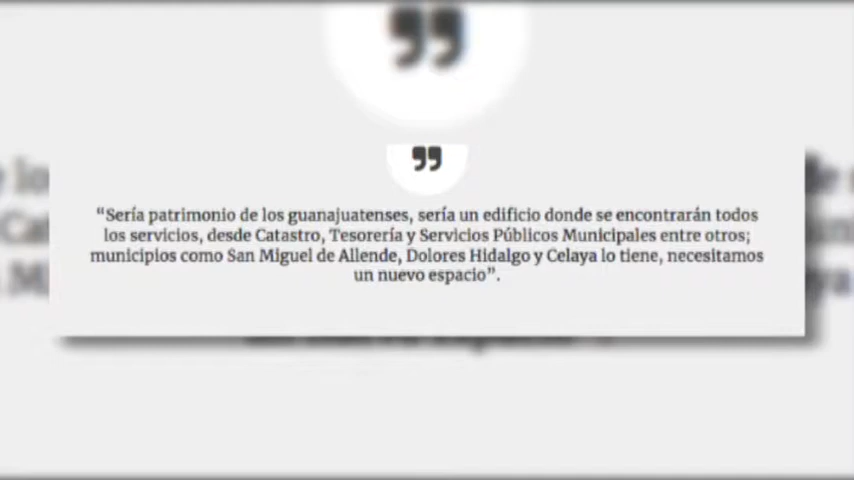 “Sería patrimonio de los guanajuatenses, sería un edificio donde se encontrarán todos
los servicios, desde Catastro, Tesorería y Servicios Públicos Municipales entre otros;
municipios como San Miguel de Allende, Dolores Hidalgo y Celaya lo tiene, necesitamos
un nuevo espacio”.